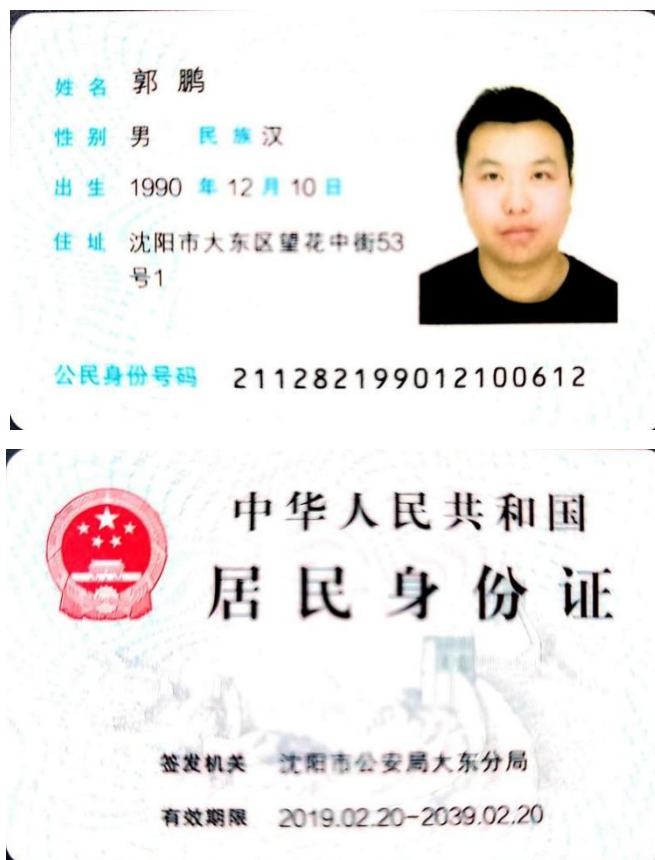 姓名 郭鹏
性别 男 民族 汉
出生 1990 年 12 月 10 日
住址 沈阳市大东区望花中街53
号1
公民身份号码 211282199012100612
中华人民共和国
居民身份证
签发机关 沈阳市公安局大东分局
有效期限 2019.02.20-2039.02.20